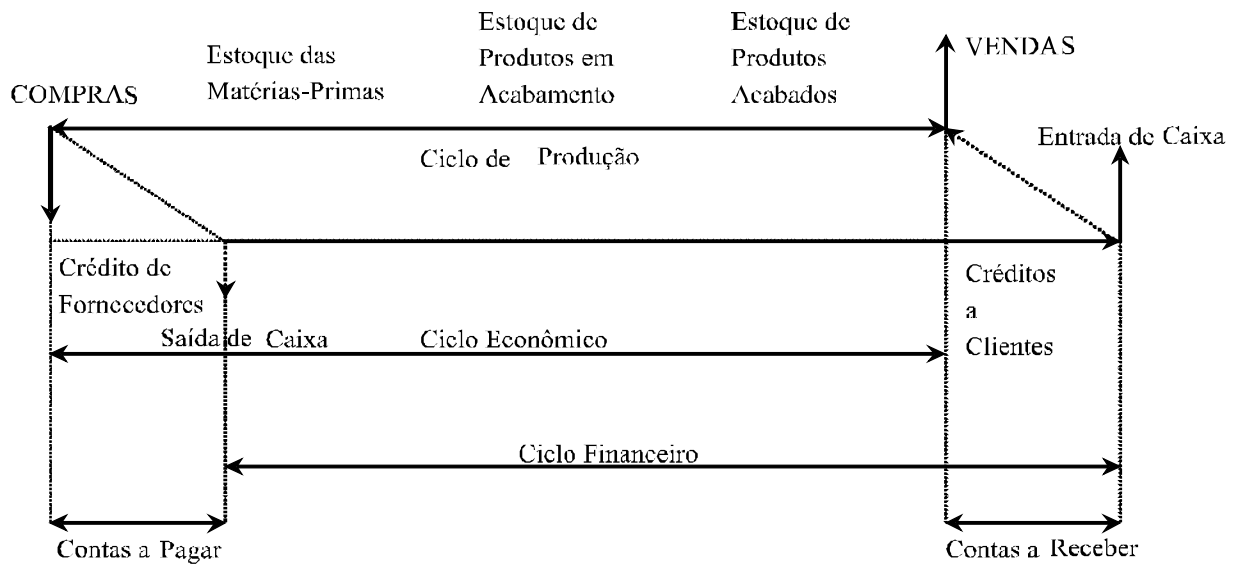 COMPRAS
Estoque das
Matérias-Primas
Estoque de
Produtos em
Acabamento
Estoque de
Produtos
Acabados
VENDAS
Entrada de Caixa
Ciclo de Produção
Crédito de
Fornecedores
Saída de Caixa
Ciclo Econômico
Créditos
a
Clientes
Ciclo Financeiro
Contas a Pagar
Contas a Receber